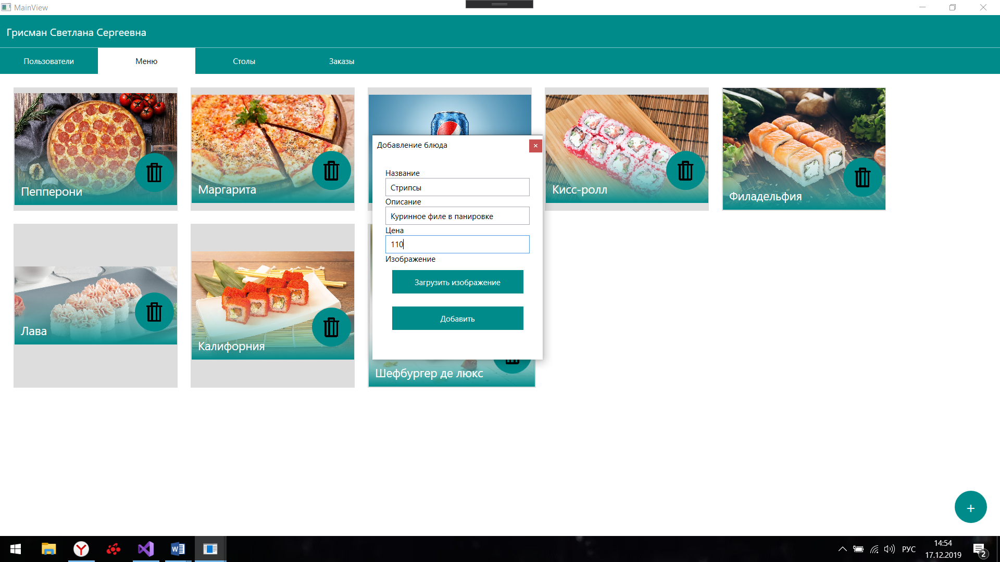 MainView
Грисман Светлана Сергеевна
Пользователи
Меню
Столы
Заказы
Пепперони
Маргарита
Кисс-ролл
Филадельфия
Добавление блюда
Название
Стрипсы
Описание
Куринное филе в панировке
Цена
110
Изображение
Загрузить изображение
Добавить
Лава
Калифорния
Шефбургер де люкс
+
РУС
14:54
17.12.2019
2